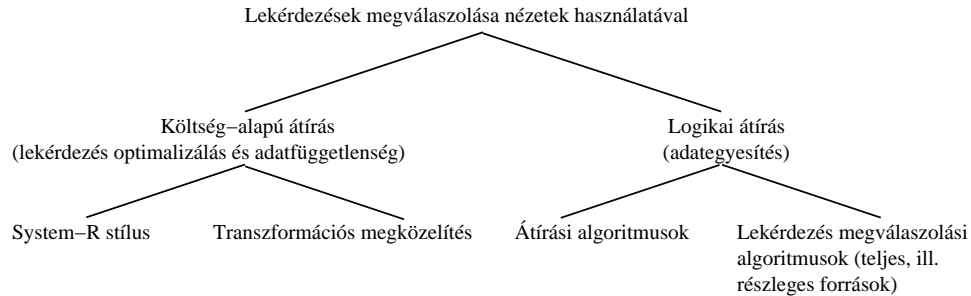 Lekérdezések megválaszolása nézetek használatával
Költség−alapú átírás
(lekérdezés optimalizálás és adatfüggetlenség)
Logikai átírás
(adategyesítés)
System−R stílus
Transzformációs megközelítés
Átírási algoritmusok
Lekérdezés megválaszolási
algoritmusok (teljes, ill.
részleges források)